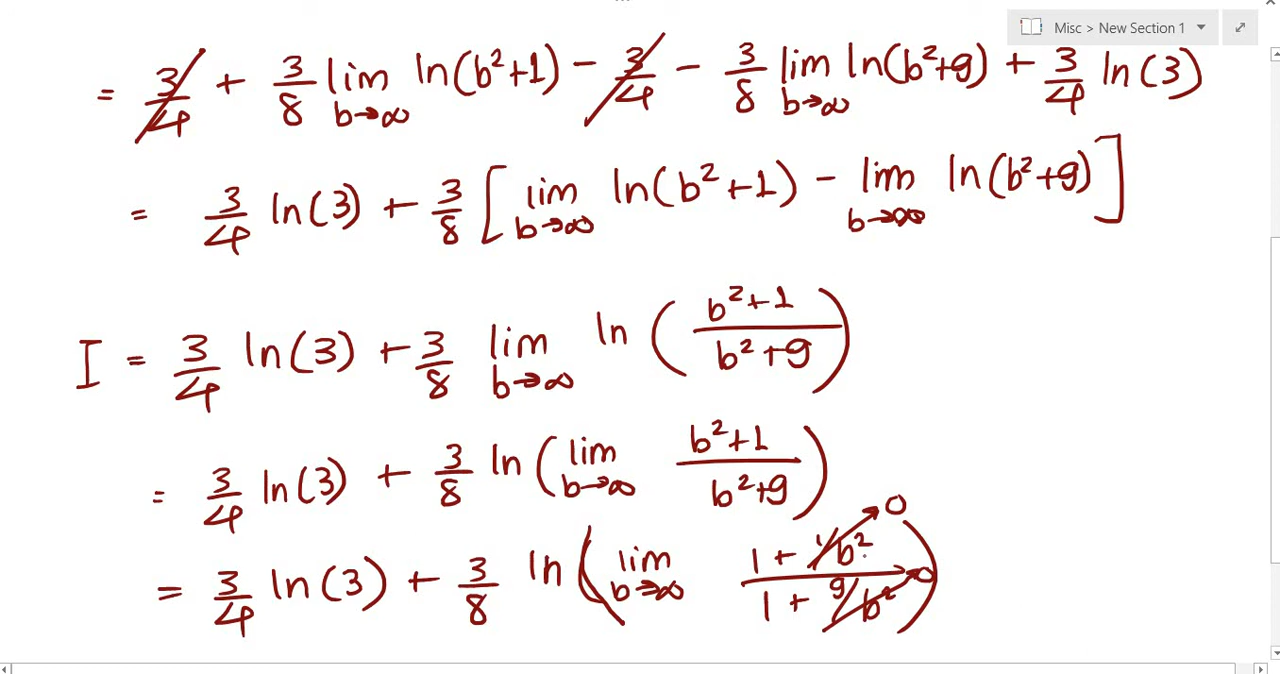 Misc > New Section 1
= 3/4 + 3/8 lim b→∞ ln(b²+1) - 3/4 - 3/8 lim b→∞ ln(b²+9) + 3/4 ln(3)
= 3/4 ln(3) + 3/8 [ lim b→∞ ln(b²+1) - lim b→∞ ln(b²+9) ]
I = 3/4 ln(3) + 3/8 lim b→∞ ln( (b²+1)/(b²+9) )
= 3/4 ln(3) + 3/8 ln( lim b→∞ (b²+1)/(b²+9) )
= 3/4 ln(3) + 3/8 ln( lim b→∞ (1 + 1/b² → 0)/(1 + 9/b² → 0) )